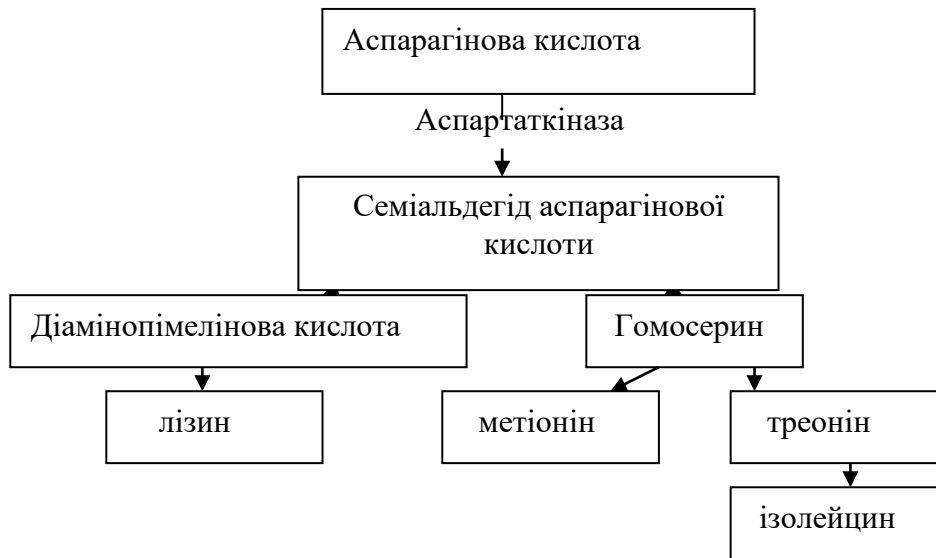 Аспарагінова кислота
Аспартаткіназа
Семіальдегід аспарагінової
кислоти
Діамінопімелінова кислота
Гомосерин
лізин
метіонін
треонін
ізолейцин